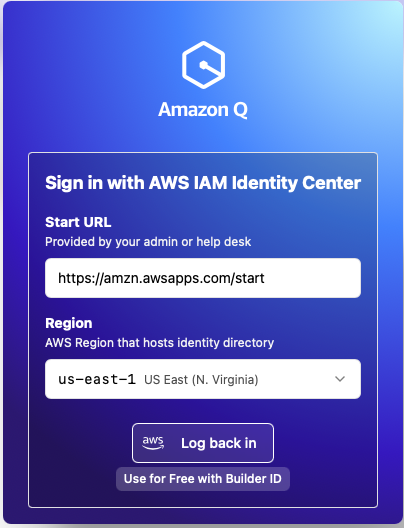 Amazon Q
Sign in with AWS IAM Identity Center
Start URL
Provided by your admin or help desk
https://amzn.awsapps.com/start
Region
AWS Region that hosts identity directory
us-east-1 US East (N. Virginia)
aws Log back in
Use for Free with Builder ID